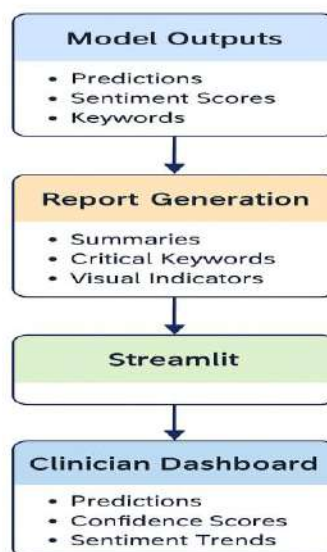 Model Outputs
• Predictions
• Sentiment Scores
• Keywords
Report Generation
• Summaries
• Critical Keywords
• Visual Indicators
Streamlit
Clinician Dashboard
• Predictions
• Confidence Scores
• Sentiment Trends